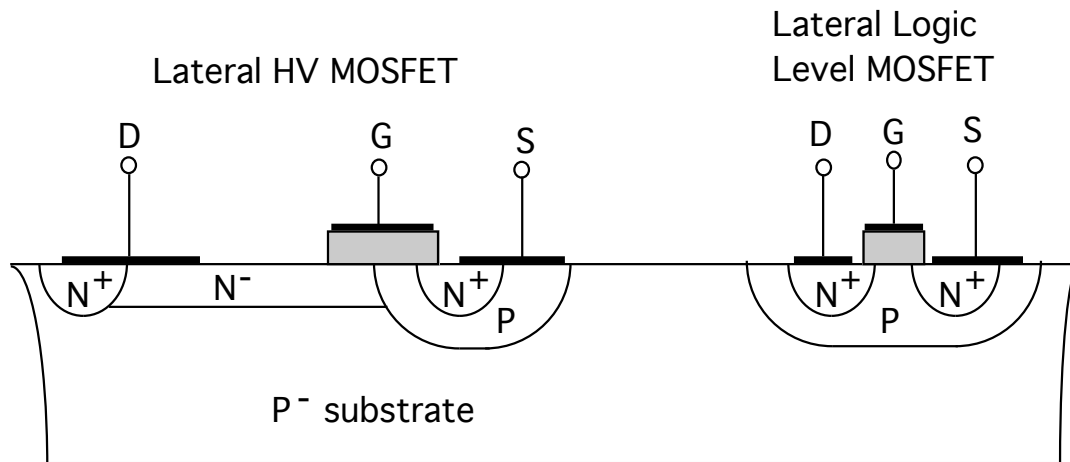 Lateral HV MOSFET
Lateral Logic
Level MOSFET
D
G
S
D
G
S
N+
N-
N+
P
N+
P
N+
P- substrate